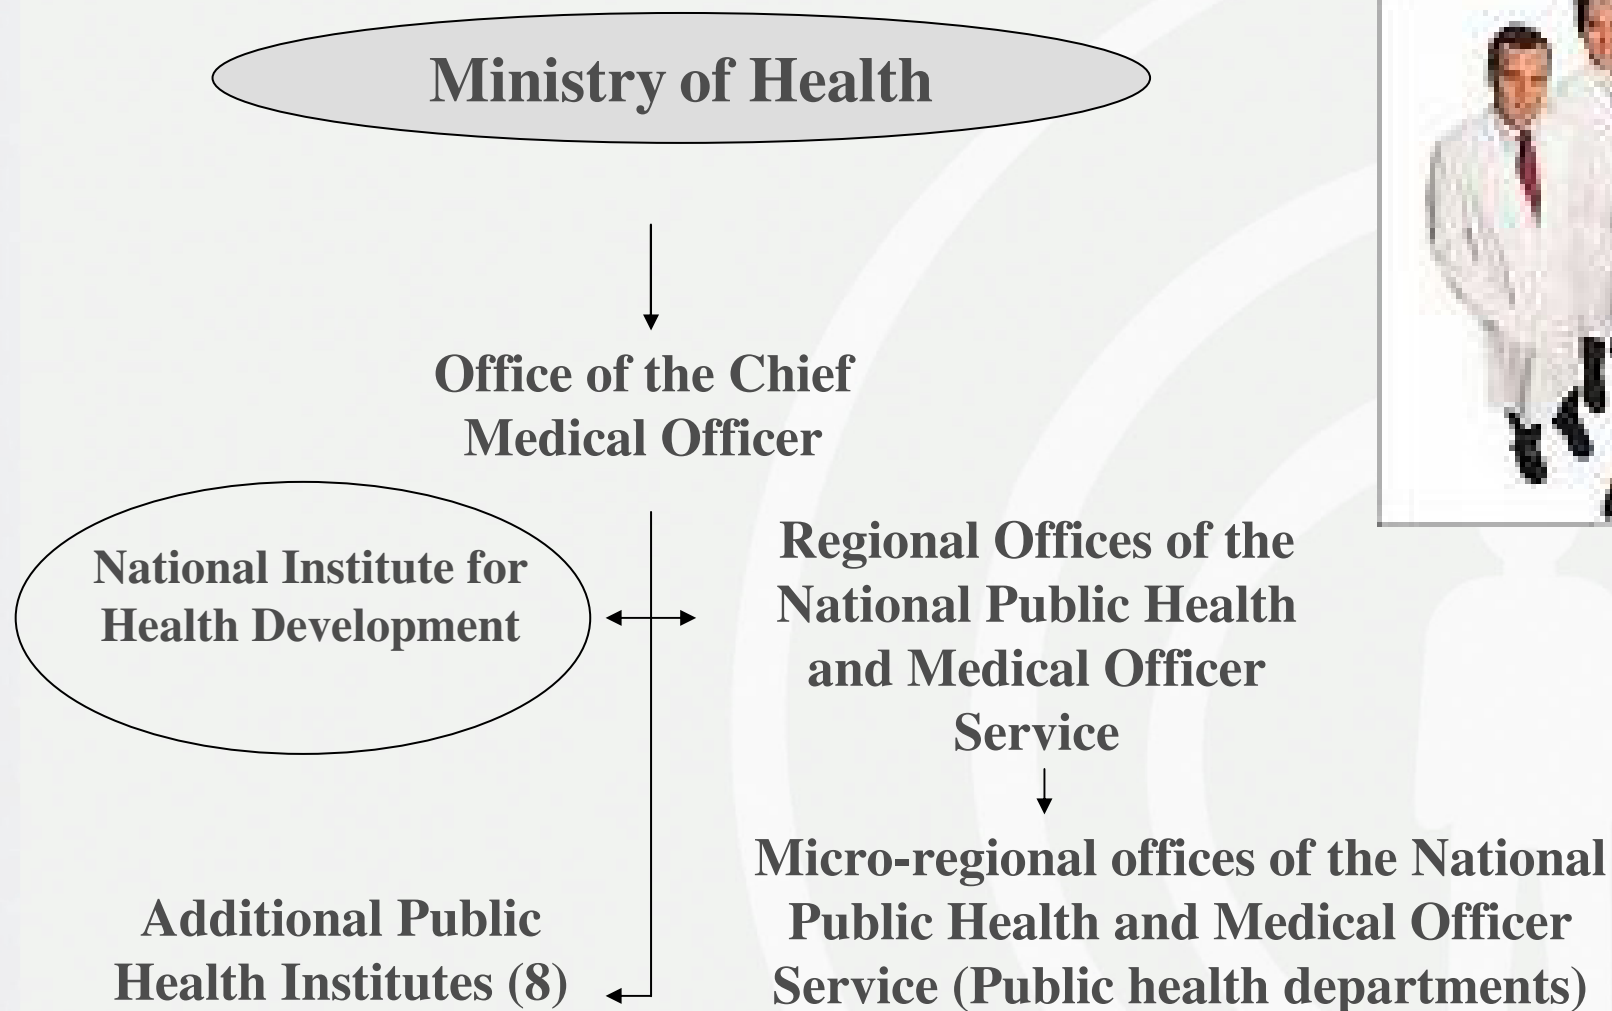 Ministry of Health
Office of the Chief
Medical Officer
National Institute for
Health Development
Regional Offices of the
National Public Health
and Medical Officer
Service
Micro-regional offices of the National
Public Health and Medical Officer
Service (Public health departments)
Additional Public
Health Institutes (8)